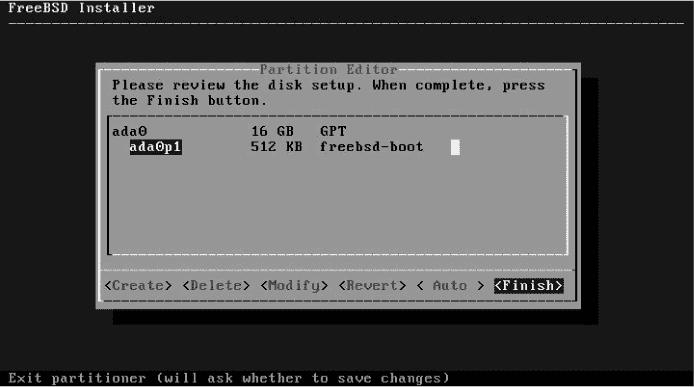 FreeBSD Installer
Partition Editor
Please review the disk setup. When complete, press
the Finish button.
ada0 16 GB GPT
ada0p1 512 KB freebsd-boot
<Create> <Delete> <Modify> <Revert> < Auto > <Finish>
Exit partitioner (will ask whether to save changes)